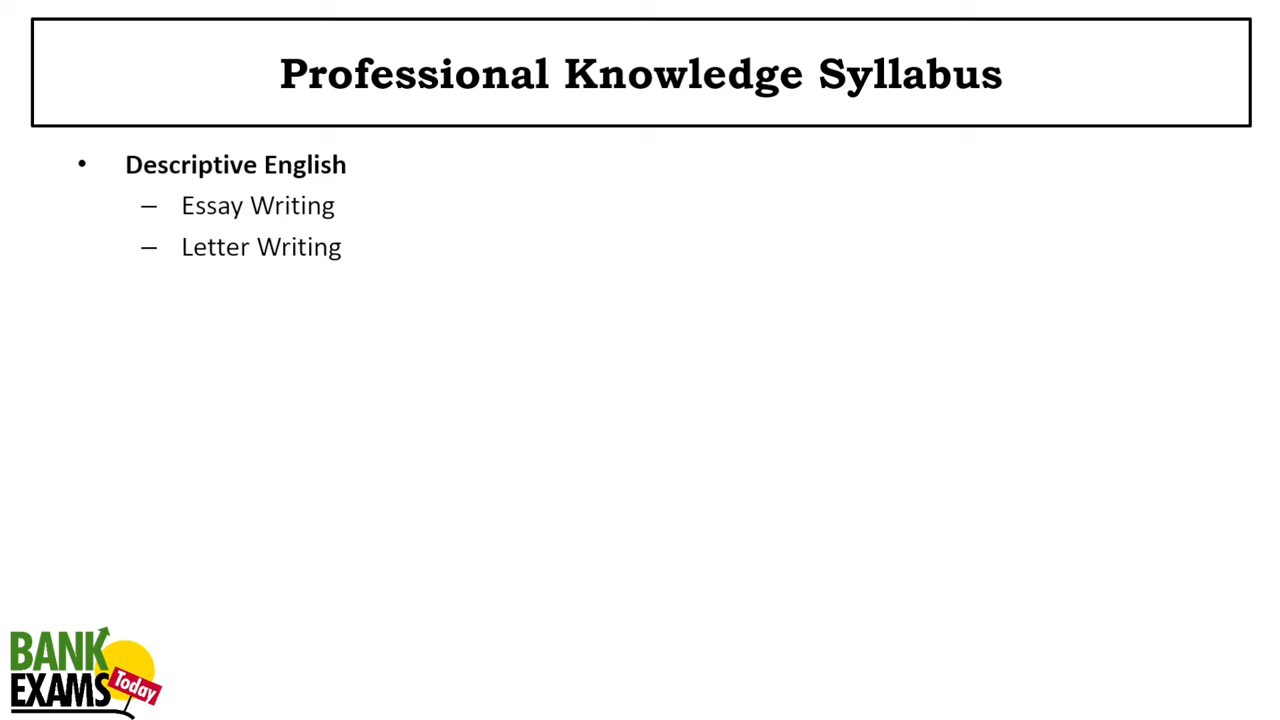 Professional Knowledge Syllabus
• Descriptive English
– Essay Writing
– Letter Writing
BANK
EXAMS
Today